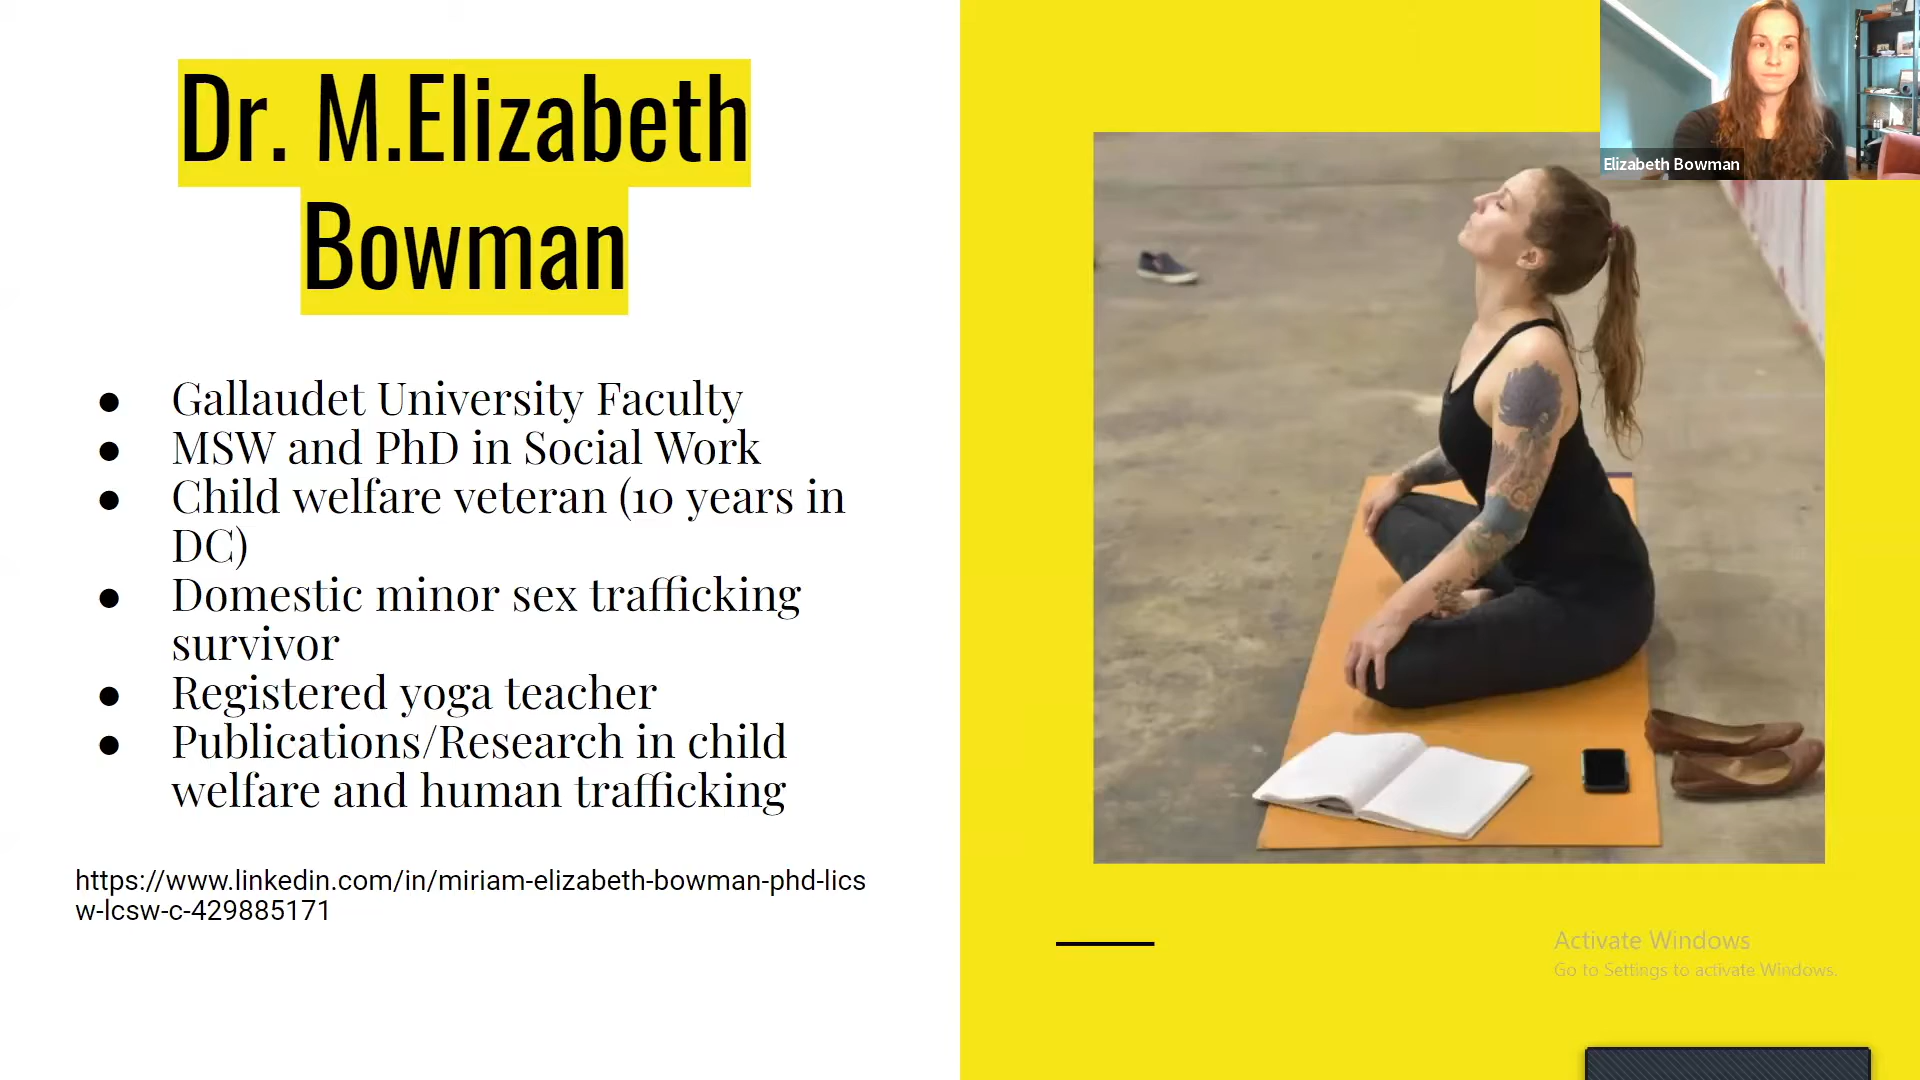 Dr. M.Elizabeth
Bowman
● Gallaudet University Faculty
● MSW and PhD in Social Work
● Child welfare veteran (10 years in
DC)
● Domestic minor sex trafficking
survivor
● Registered yoga teacher
● Publications/Research in child
welfare and human trafficking
https://www.linkedin.com/in/miriam-elizabeth-bowman-phd-lics
w-lcsw-c-429885171
Elizabeth Bowman
Activate Windows
Go to Settings to activate Windows.